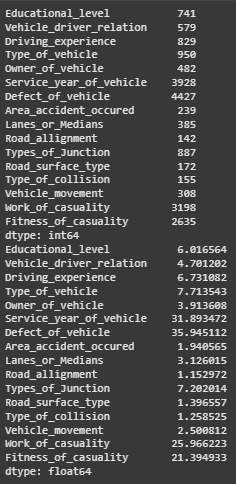 Educational_level 741
Vehicle_driver_relation 579
Driving_experience 829
Type_of_vehicle 950
Owner_of_vehicle 482
Service_year_of_vehicle 3928
Defect_of_vehicle 4427
Area_accident_occured 239
Lanes_or_Medians 385
Road_allignment 142
Types_of_Junction 887
Road_surface_type 172
Type_of_collision 155
Vehicle_movement 308
Work_of_casuality 3198
Fitness_of_casuality 2635
dtype: int64
Educational_level 6.016564
Vehicle_driver_relation 4.701202
Driving_experience 6.731082
Type_of_vehicle 7.713543
Owner_of_vehicle 3.913608
Service_year_of_vehicle 31.893472
Defect_of_vehicle 35.945112
Area_accident_occured 1.940565
Lanes_or_Medians 3.126015
Road_allignment 1.152972
Types_of_Junction 7.202014
Road_surface_type 1.396557
Type_of_collision 1.258525
Vehicle_movement 2.500812
Work_of_casuality 25.966223
Fitness_of_casuality 21.394933
dtype: float64